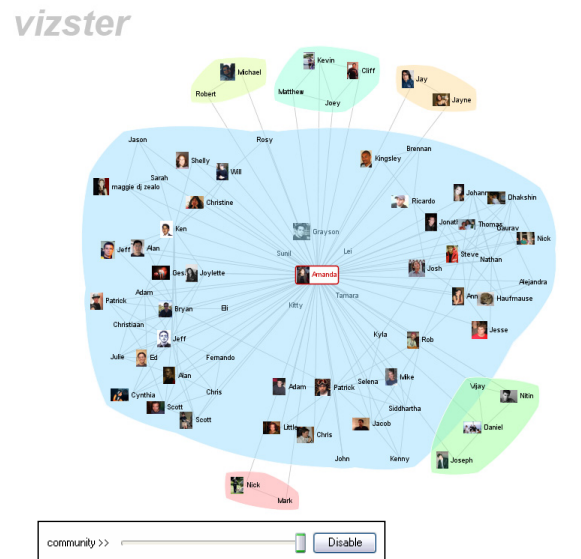 vizster
Michael
Robert
Kevin
Cliff
Matthew
Joey
Jay
Jayne
Jason
Rosy
Brennan
Shelly
Kingsley
Will
Sarah
maggie dj zealo
Christine
Ricardo
Johann
Dhakshin
Ken
Grayson
Jonatl
Thomas
Gaurav
Nick
Jeff
Alan
Sunil
Lei
Steve
Nathan
Des
Joylette
Amanda
Josh
Alejandra
Adam
Patrick
Bryan
Eli
Kitty
Tamara
Ann
Haufmause
Christiaan
Jeff
Kyla
Rob
Jesse
Julie
Ed
Fernando
Alan
Adam
Patrick
Selena
Mike
Vijay
Cynthia
Chris
Nitin
Scott
Scott
Siddhartha
Little
Chris
Jacob
Daniel
John
Kenny
Joseph
Nick
Mark
community >>
Disable